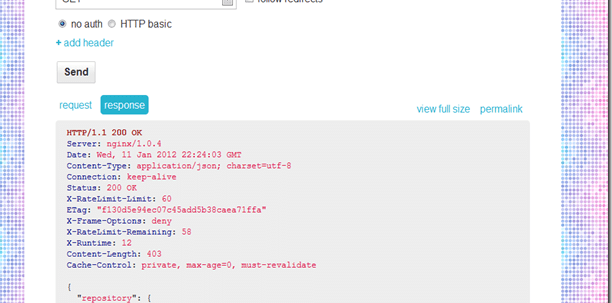 GET
follow redirects
no auth HTTP basic
+ add header
Send
request response view full size permalink
HTTP/1.1 200 OK
Server: nginx/1.0.4
Date: Wed, 11 Jan 2012 22:24:03 GMT
Content-Type: application/json; charset=utf-8
Connection: keep-alive
Status: 200 OK
X-RateLimit-Limit: 60
ETag: "f130d5e94ec07c45add5b38caea71ffa"
X-Frame-Options: deny
X-RateLimit-Remaining: 58
X-Runtime: 12
Content-Length: 403
Cache-Control: private, max-age=0, must-revalidate
{
"repository": {